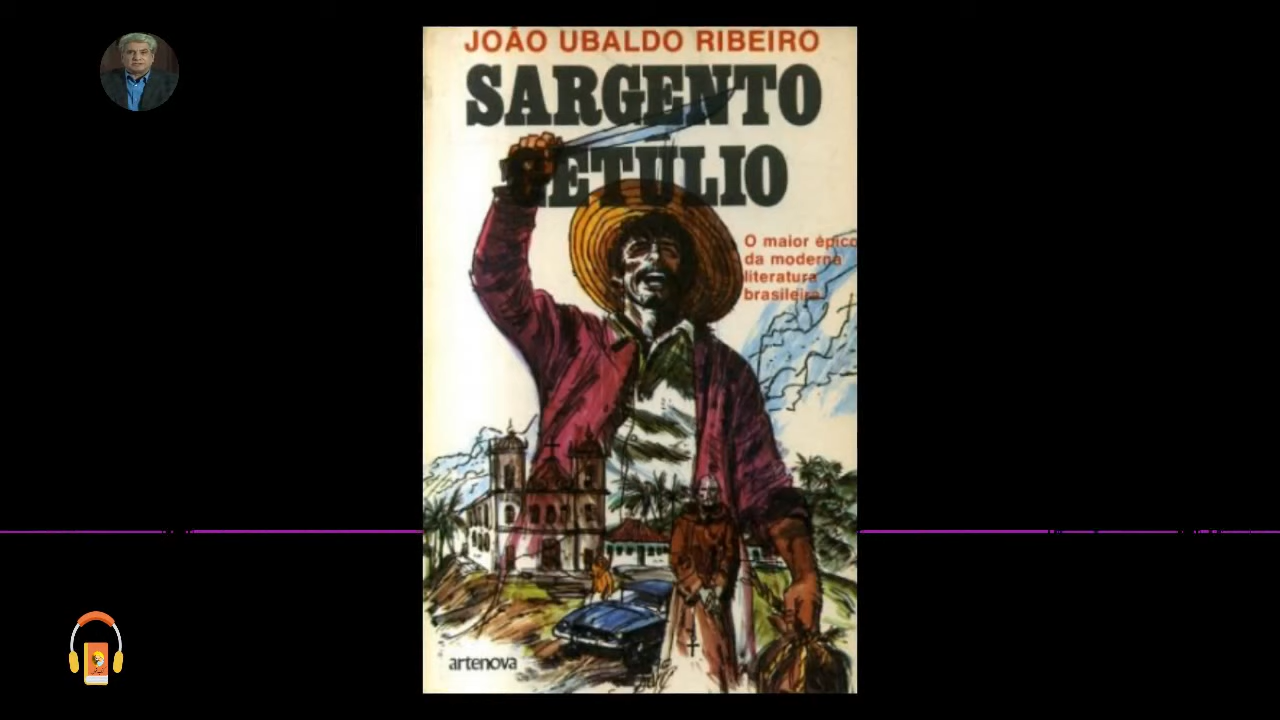 JOÃO UBALDO RIBEIRO
SARGENTO
GETÚLIO
O maior épico
da moderna
literatura
brasileira
artenova